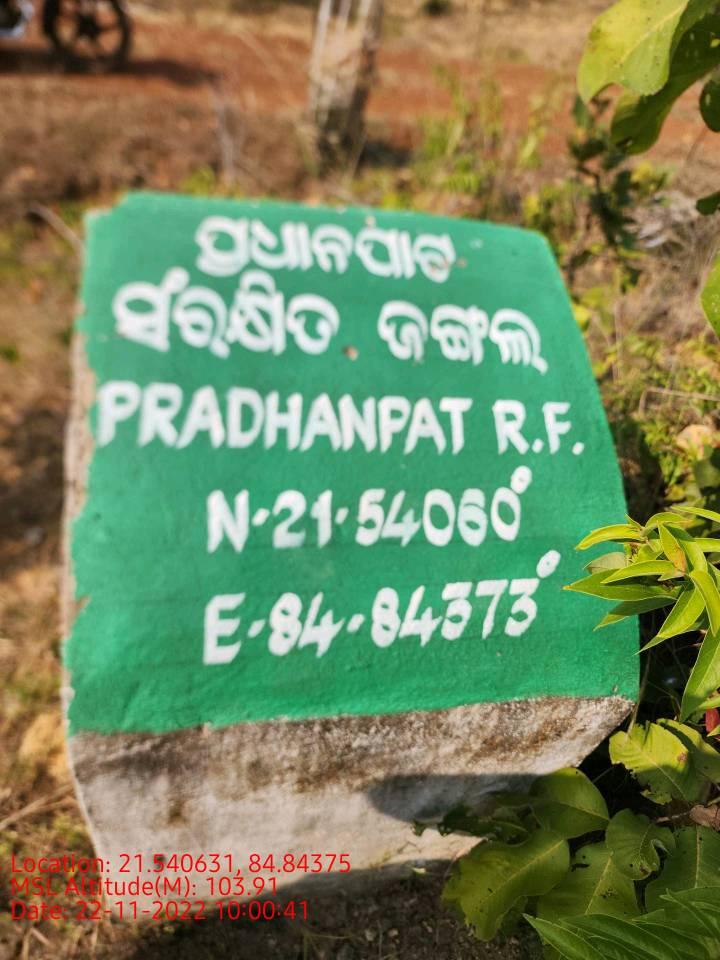 ପ୍ରଧାନପାଟ
ସଂରକ୍ଷିତ ଜଙ୍ଗଲ
PRADHANPAT R.F.
N-21-54060°
E-84-84373°
Location: 21.540631, 84.84375
MSL Altitude(M): 103.91
Date: 22-11-2022 10:00:41